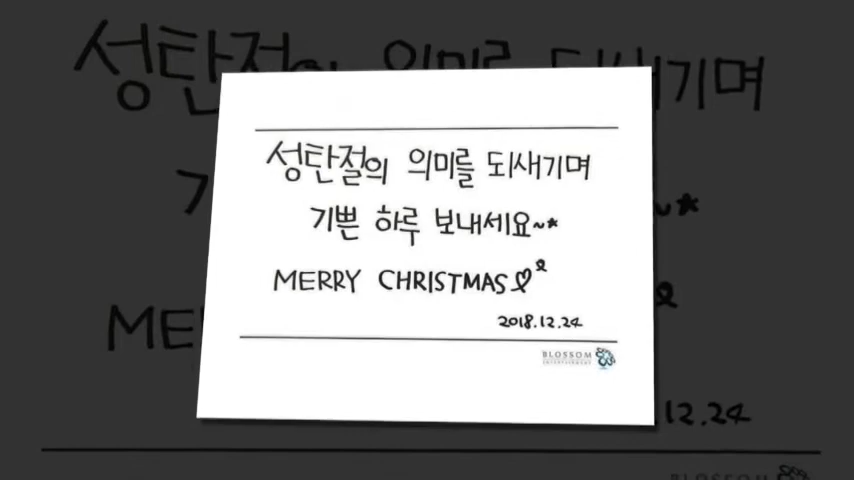 성탄절의 의미를 되새기며
기쁜 하루 보내세요~*
MERRY CHRISTMAS♡
2018.12.24
BLOSSOM
ENTERTAINMENT